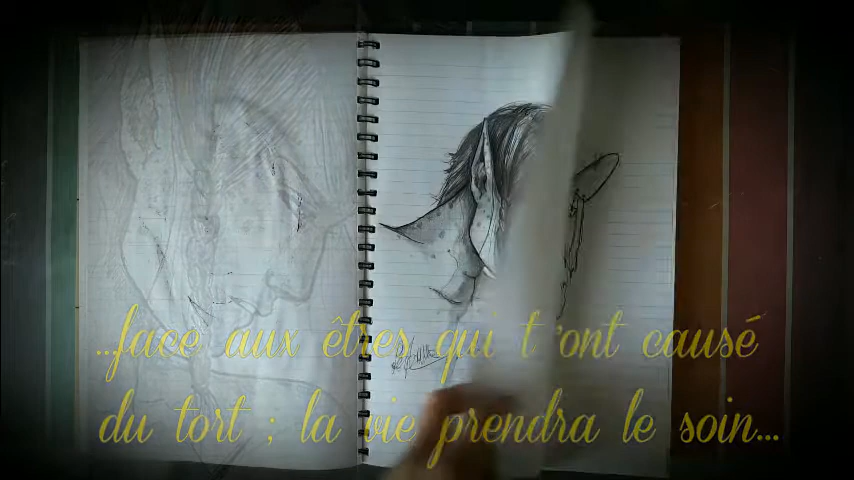 ...face aux êtres qui t'ont causé
du tort ; la vie prendra le soin...